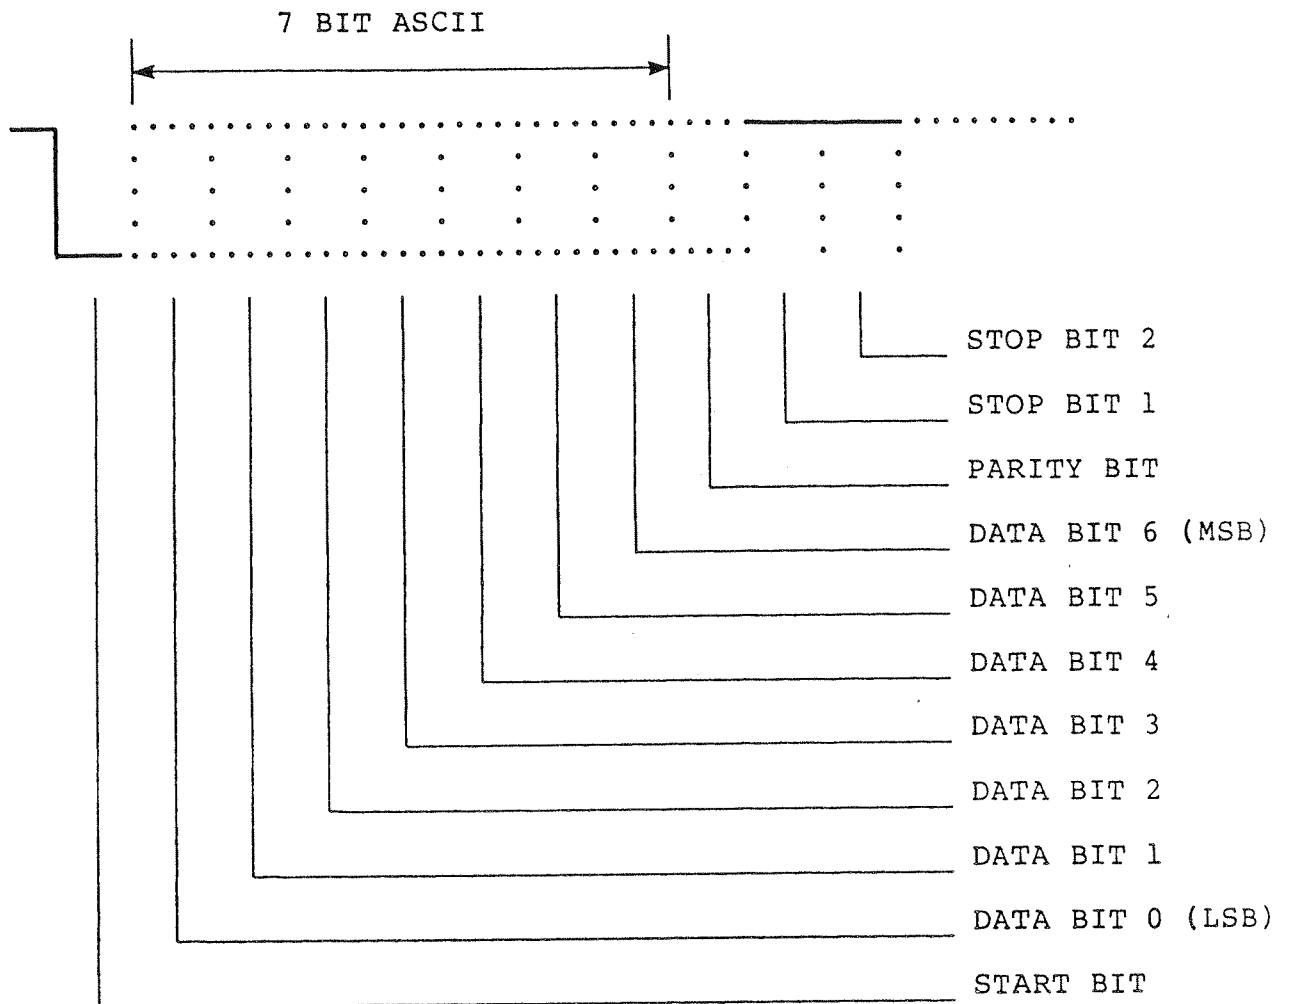 7 BIT ASCII
STOP BIT 2
STOP BIT 1
PARITY BIT
DATA BIT 6 (MSB)
DATA BIT 5
DATA BIT 4
DATA BIT 3
DATA BIT 2
DATA BIT 1
DATA BIT 0 (LSB)
START BIT